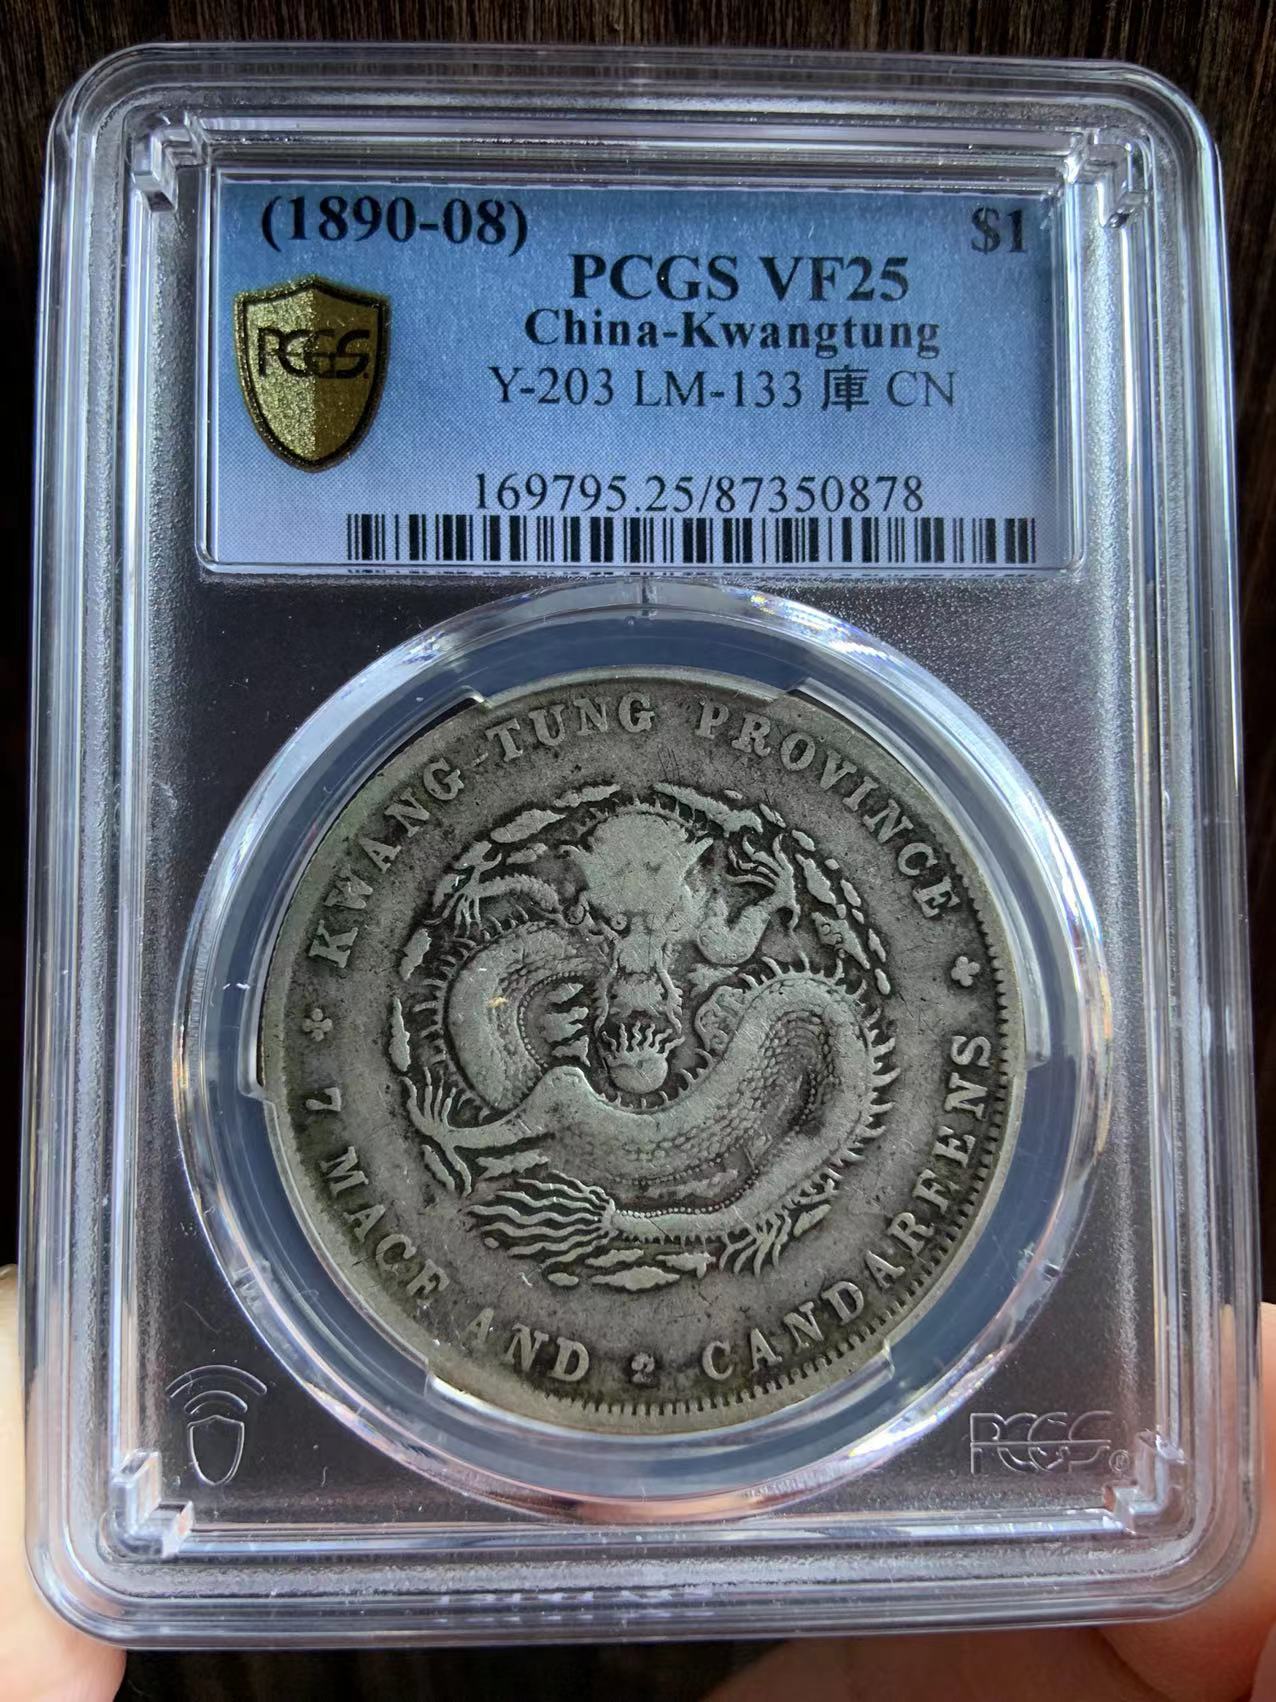 (1890-08) $1
PCGS VF25
China-Kwangtung
PCGS
Y-203 LM-133 庫 CN
169795.25/87350878
KWANG-TUNG PROVINCE
7 MACE AND 2 CANDAREENS
PCGS